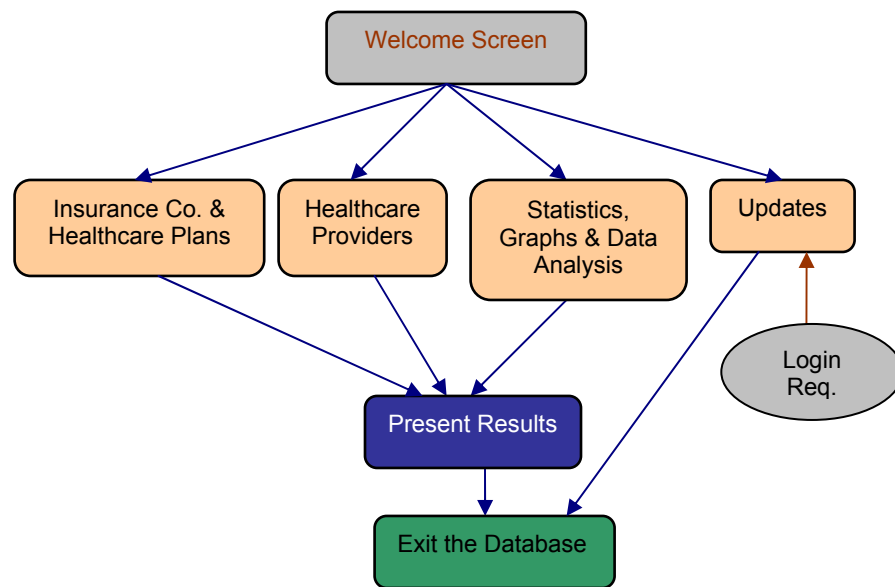 Welcome Screen
Insurance Co. &
Healthcare Plans
Healthcare
Providers
Statistics,
Graphs & Data
Analysis
Updates
Login
Req.
Present Results
Exit the Database